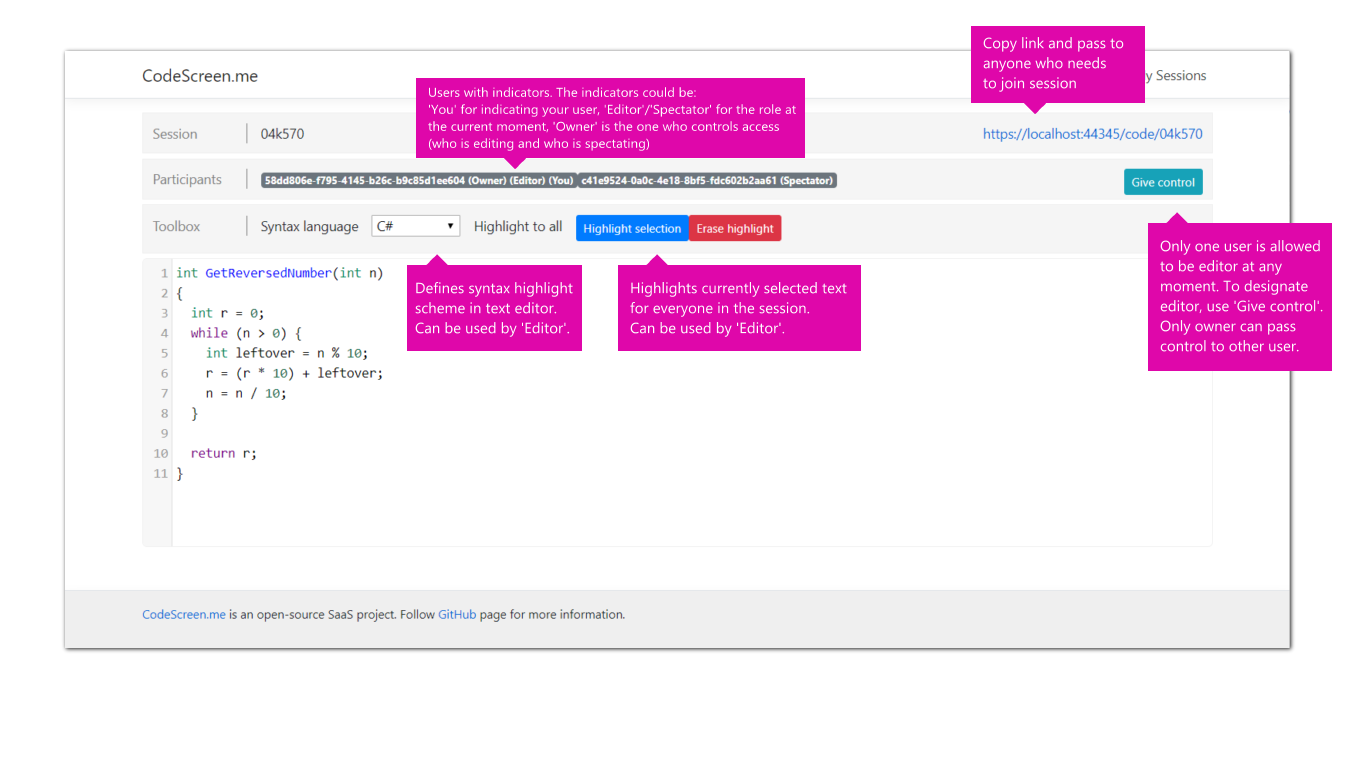 Copy link and pass to
anyone who needs
to join session
CodeScreen.me
y Sessions
Users with indicators. The indicators could be:
'You' for indicating your user, 'Editor'/'Spectator' for the role at
the current moment, 'Owner' is the one who controls access
(who is editing and who is spectating)
Session
04k570
https://localhost:44345/code/04k570
Participants
58dd806e-f795-4145-b26c-b9c85d1ee604 (Owner) (Editor) (You)
c41e9524-0a0c-4e18-8bf5-fdc602b2aa61 (Spectator)
Give control
Toolbox
Syntax language
C#
Highlight to all
Highlight selection
Erase highlight
Only one user is allowed
to be editor at any
moment. To designate
editor, use 'Give control'.
Only owner can pass
control to other user.
Defines syntax highlight
scheme in text editor.
Can be used by 'Editor'.
Highlights currently selected text
for everyone in the session.
Can be used by 'Editor'.
1 int GetReversedNumber(int n)
2 {
3   int r = 0;
4   while (n > 0) {
5     int leftover = n % 10;
6     r = (r * 10) + leftover;
7     n = n / 10;
8   }
9
10   return r;
11 }
CodeScreen.me is an open-source SaaS project. Follow GitHub page for more information.